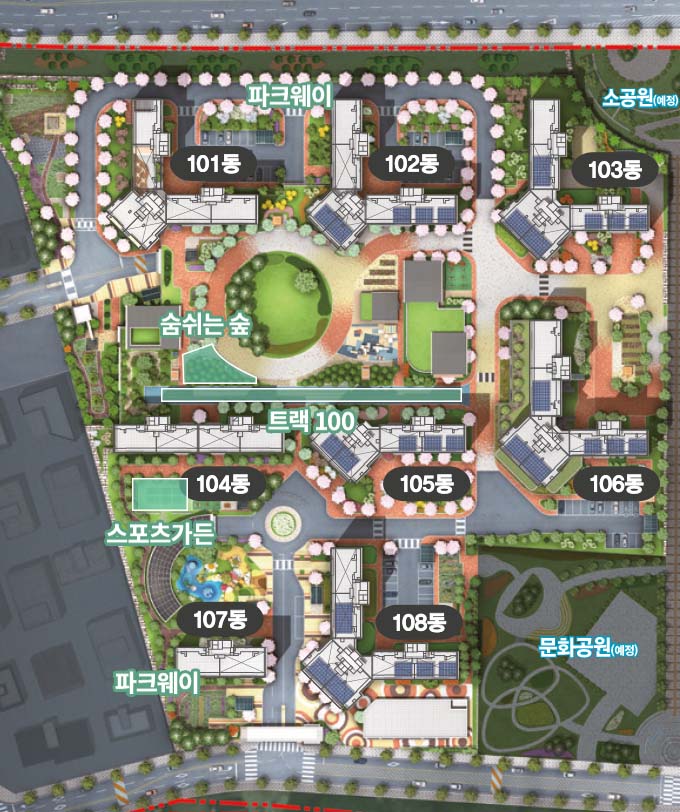 파크웨이
소공원(예정)
101동
102동
103동
숨쉬는 숲
트랙 100
104동
105동
106동
스포츠가든
107동
108동
문화공원(예정)
파크웨이